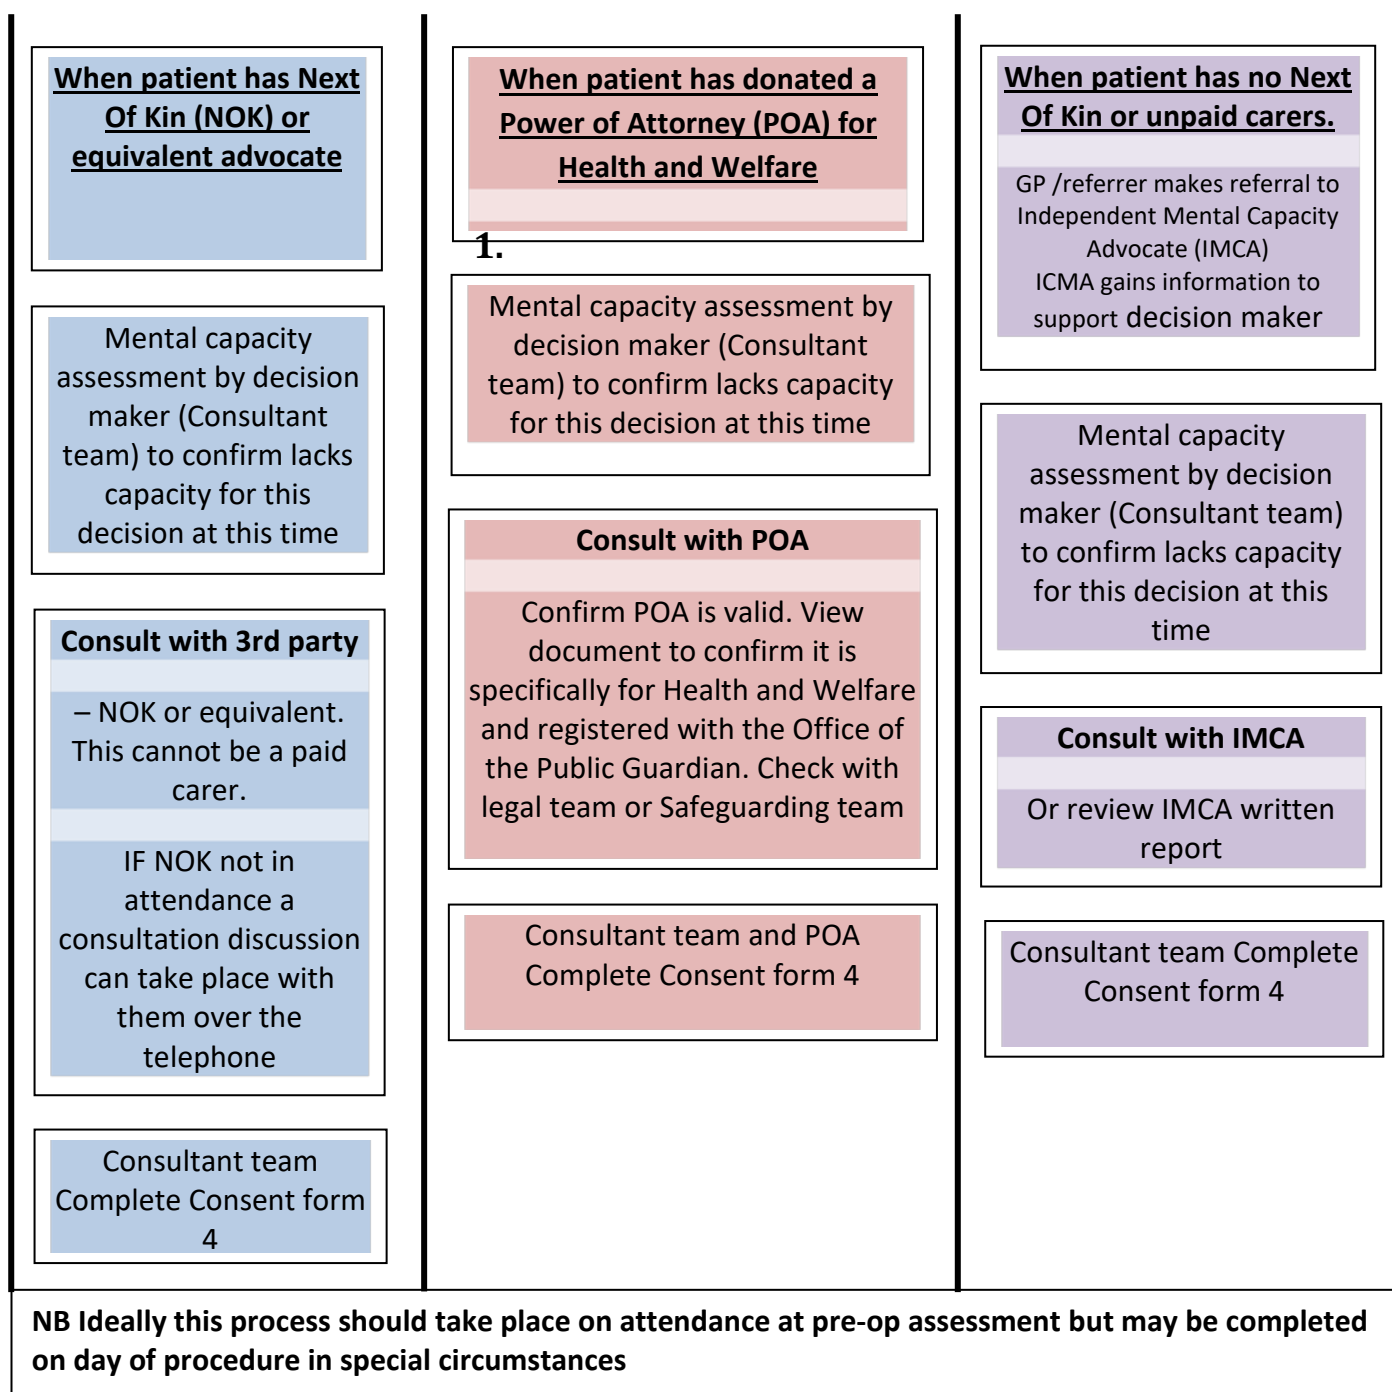 When patient has Next
Of Kin (NOK) or
equivalent advocate
Mental capacity
assessment by decision
maker (Consultant
team) to confirm lacks
capacity for this
decision at this time
Consult with 3rd party
– NOK or equivalent.
This cannot be a paid
carer.
IF NOK not in
attendance a
consultation discussion
can take place with
them over the
telephone
Consultant team
Complete Consent form
4
When patient has donated a
Power of Attorney (POA) for
Health and Welfare
1.
Mental capacity assessment by
decision maker (Consultant
team) to confirm lacks capacity
for this decision at this time
Consult with POA
Confirm POA is valid. View
document to confirm it is
specifically for Health and Welfare
and registered with the Office of
the Public Guardian. Check with
legal team or Safeguarding team
Consultant team and POA
Complete Consent form 4
When patient has no Next
Of Kin or unpaid carers.
GP /referrer makes referral to
Independent Mental Capacity
Advocate (IMCA)
ICMA gains information to
support decision maker
Mental capacity
assessment by decision
maker (Consultant team)
to confirm lacks capacity
for this decision at this
time
Consult with IMCA
Or review IMCA written
report
Consultant team Complete
Consent form 4
NB Ideally this process should take place on attendance at pre-op assessment but may be completed
on day of procedure in special circumstances